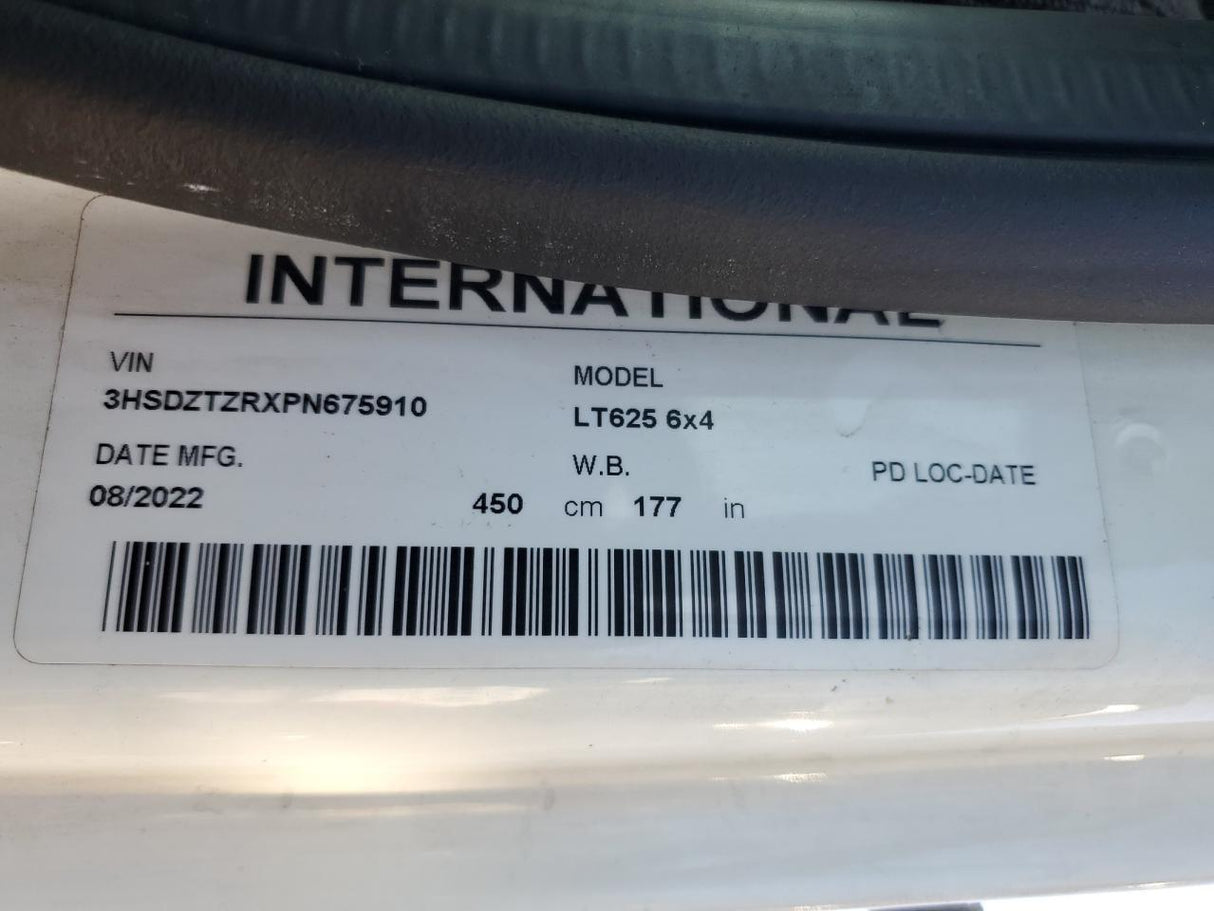 INTERNATIONAL
VIN
MODEL
3HSDZTZRXPN675910
LT625 6x4
DATE MFG.
W.B.
PD LOC-DATE
08/2022
450 cm 177 in